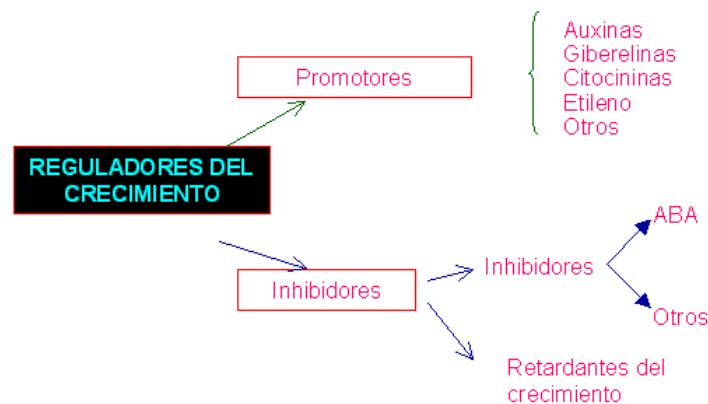 Promotores
Auxinas
Giberelinas
Citocininas
Etileno
Otros
REGULADORES DEL
CRECIMIENTO
Inhibidores
Inhibidores
ABA
Otros
Retardantes del
crecimiento